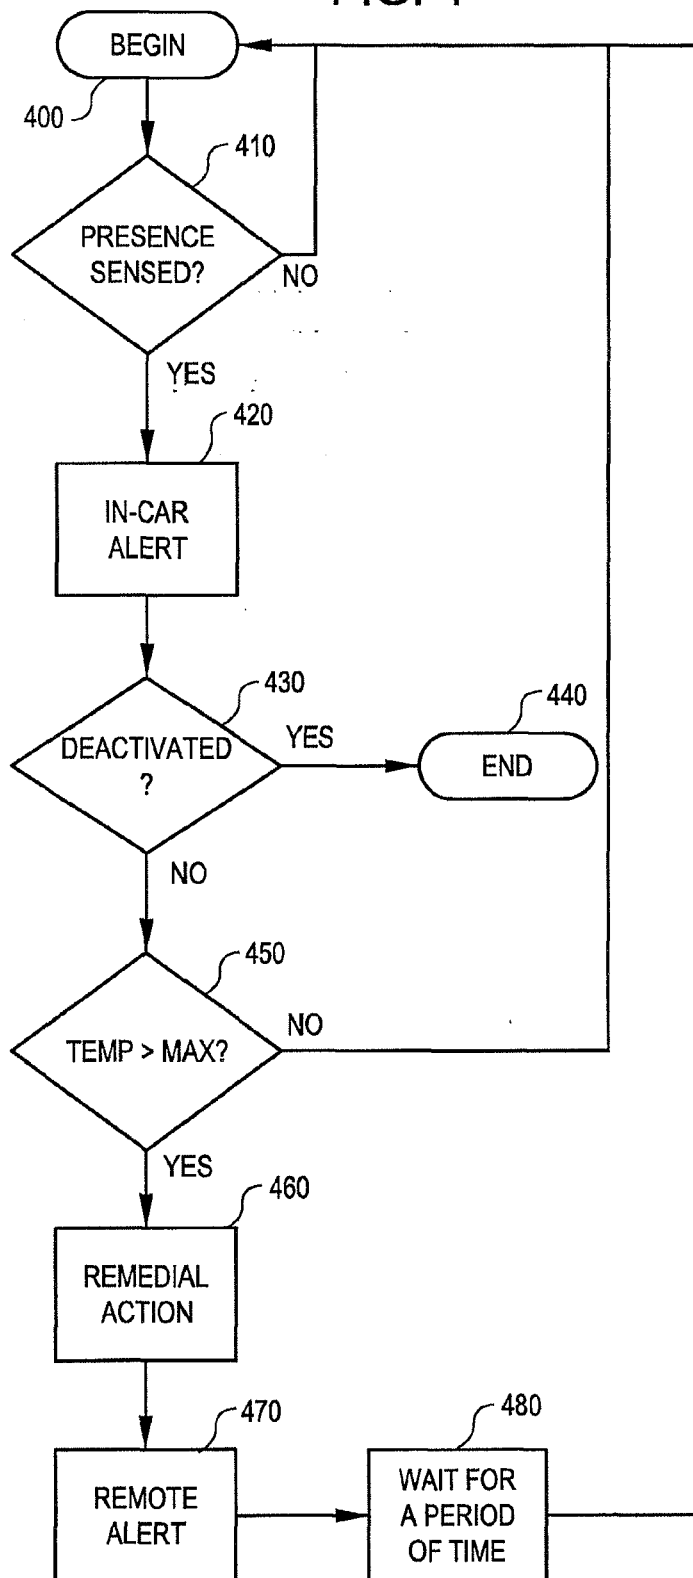 BEGIN
400
410
PRESENCE
SENSED?
NO
YES
420
IN-CAR
ALERT
430
DEACTIVATED
?
YES
440
END
NO
450
TEMP > MAX?
NO
YES
460
REMEDIAL
ACTION
470
REMOTE
ALERT
480
WAIT FOR
A PERIOD
OF TIME